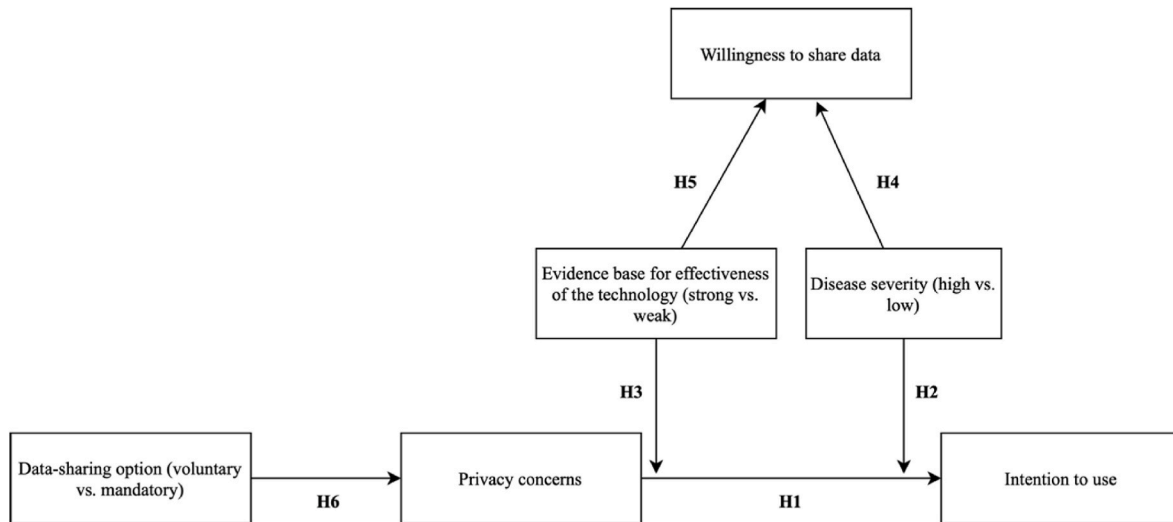 Willingness to share data
H5
H4
Evidence base for effectiveness
of the technology (strong vs.
weak)
Disease severity (high vs.
low)
H3
H2
Data-sharing option (voluntary
vs. mandatory)
H6
Privacy concerns
H1
Intention to use